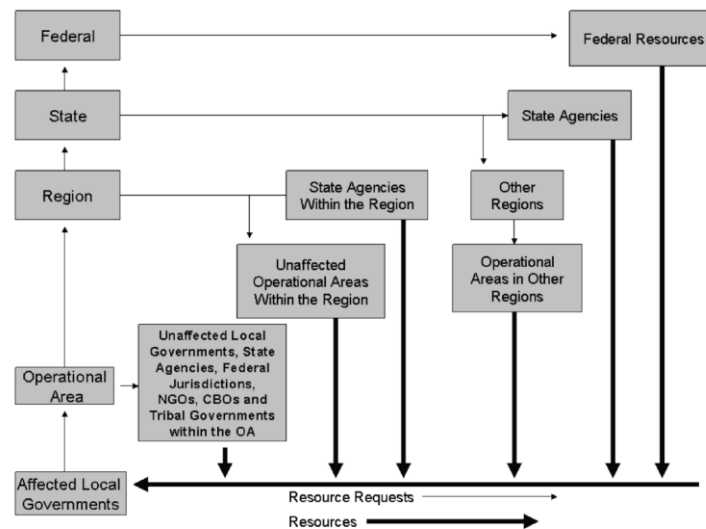 Federal
Federal Resources
State
State Agencies
Region
State Agencies
Within the Region
Other
Regions
Unaffected
Operational Areas
Within the Region
Operational
Areas in Other
Regions
Unaffected Local
Governments, State
Agencies, Federal
Jurisdictions,
NGOs, CBOs and
Tribal Governments
within the OA
Operational
Area
Affected Local
Governments
Resource Requests
Resources